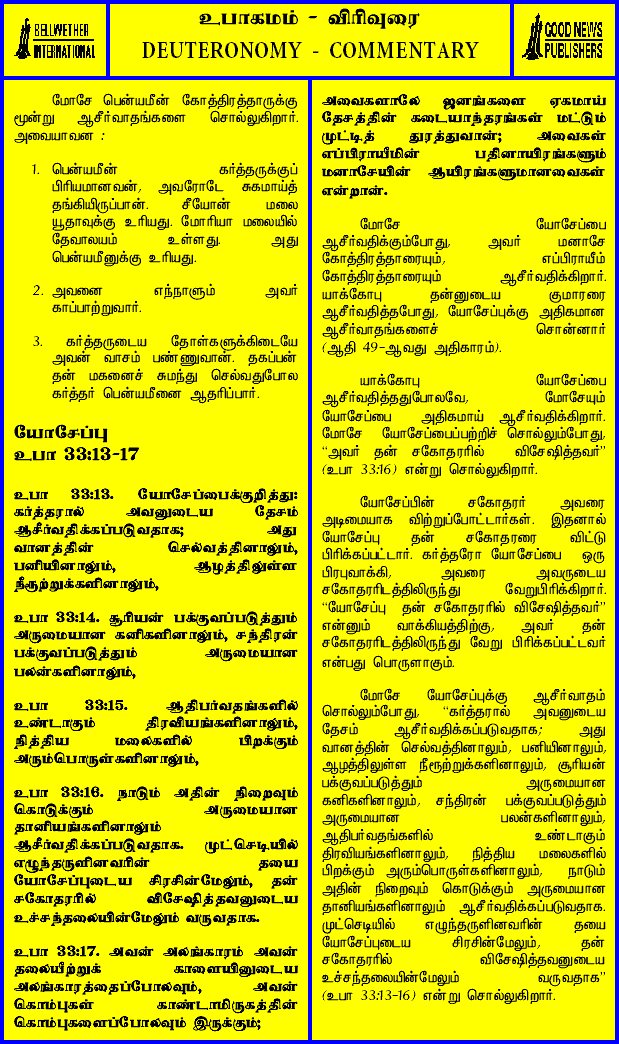 BELLWETHER
INTERNATIONAL
உபாகமம் - விரிவுரை
DEUTERONOMY - COMMENTARY
GOOD NEWS
PUBLISHERS
மோசே பென்யமீன் கோத்திரத்தாருக்கு
மூன்று ஆசீர்வாதங்களை சொல்லுகிறார்.
அவையாவன :
1. பென்யமீன் கர்த்தருக்குப்
பிரியமானவன், அவரோடே சுகமாய்த்
தங்கியிருப்பான். சீயோன் மலை
யூதாவுக்கு உரியது. மோரியா மலையில்
தேவாலயம் உள்ளது. அது
பென்யமீனுக்கு உரியது.
2. அவனை எந்நாளும் அவர்
காப்பாற்றுவார்.
3. கர்த்தருடைய தோள்களுக்கிடையே
அவன் வாசம் பண்ணுவான். தகப்பன்
தன் மகனைச் சுமந்து செல்வதுபோல
கர்த்தர் பென்யமீனை ஆதரிப்பார்.
யோசேப்பு
உபா 33:13-17
உபா 33:13. யோசேப்பைக்குறித்து:
கர்த்தரால் அவனுடைய தேசம்
ஆசீர்வதிக்கப்படுவதாக; அது
வானத்தின் செல்வத்தினாலும்,
பனியினாலும், ஆழத்திலுள்ள
நீரூற்றுக்களினாலும்,
உபா 33:14. சூரியன் பக்குவப்படுத்தும்
அருமையான கனிகளினாலும், சந்திரன்
பக்குவப்படுத்தும் அருமையான
பலன்களினாலும்,
உபா 33:15. ஆதிபர்வதங்களில்
உண்டாகும் திரவியங்களினாலும்,
நித்திய மலைகளில் பிறக்கும்
அரும்பொருள்களினாலும்,
உபா 33:16. நாடும் அதின் நிறைவும்
கொடுக்கும் அருமையான
தானியங்களினாலும்
ஆசீர்வதிக்கப்படுவதாக. முட்செடியில்
எழுந்தருளினவரின் தயை
யோசேப்புடைய சிரசின்மேலும், தன்
சகோதரரில் விசேஷித்தவனுடைய
உச்சந்தலையின்மேலும் வருவதாக.
உபா 33:17. அவன் அலங்காரம் அவன்
தலையீற்றுக் காளையினுடைய
அலங்காரத்தைப்போலவும், அவன்
கொம்புகள் காண்டாமிருகத்தின்
கொம்புகளைப்போலவும் இருக்கும்;
அவைகளாலே ஜனங்களை ஏகமாய்
தேசத்தின் கடையாந்தரங்கள் மட்டும்
முட்டித் துரத்துவான்; அவைகள்
எப்பிராயீமின் பதினாயிரங்களும்
மனாசேயின் ஆயிரங்களுமானவைகள்
என்றான்.
மோசே யோசேப்பை
ஆசீர்வதிக்கும்போது, அவர் மனாசே
கோத்திரத்தாரையும், எப்பிராயீம்
கோத்திரத்தாரையும் ஆசீர்வதிக்கிறார்.
யாக்கோபு தன்னுடைய குமாரரை
ஆசீர்வதித்தபோது, யோசேப்புக்கு அதிகமான
ஆசீர்வாதங்களைச் சொன்னார்
(ஆதி 49-ஆவது அதிகாரம்).
யாக்கோபு யோசேப்பை
ஆசீர்வதித்ததுபோலவே, மோசேயும்
யோசேப்பை அதிகமாய் ஆசீர்வதிக்கிறார்.
மோசே யோசேப்பைப்பற்றிச் சொல்லும்போது,
“அவர் தன் சகோதரரில் விசேஷித்தவர்”
(உபா 33:16) என்று சொல்லுகிறார்.
யோசேப்பின் சகோதரர் அவரை
அடிமையாக விற்றுப்போட்டார்கள். இதனால்
யோசேப்பு தன் சகோதரரை விட்டு
பிரிக்கப்பட்டார். கர்த்தரோ யோசேப்பை ஒரு
பிரபுவாக்கி, அவரை அவருடைய
சகோதரரிடத்திலிருந்து வேறுபிரிக்கிறார்.
“யோசேப்பு தன் சகோதரரில் விசேஷித்தவர்”
என்னும் வாக்கியத்திற்கு, அவர் தன்
சகோதரரிடத்திலிருந்து வேறு பிரிக்கப்பட்டவர்
என்பது பொருளாகும்.
மோசே யோசேப்புக்கு ஆசீர்வாதம்
சொல்லும்போது, “கர்த்தரால் அவனுடைய
தேசம் ஆசீர்வதிக்கப்படுவதாக; அது
வானத்தின் செல்வத்தினாலும், பனியினாலும்,
ஆழத்திலுள்ள நீரூற்றுக்களினாலும், சூரியன்
பக்குவப்படுத்தும் அருமையான
கனிகளினாலும், சந்திரன் பக்குவப்படுத்தும்
அருமையான பலன்களினாலும்,
ஆதிபர்வதங்களில் உண்டாகும்
திரவியங்களினாலும், நித்திய மலைகளில்
பிறக்கும் அரும்பொருள்களினாலும், நாடும்
அதின் நிறைவும் கொடுக்கும் அருமையான
தானியங்களினாலும் ஆசீர்வதிக்கப்படுவதாக.
முட்செடியில் எழுந்தருளினவரின் தயை
யோசேப்புடைய சிரசின்மேலும், தன்
சகோதரரில் விசேஷித்தவனுடைய
உச்சந்தலையின்மேலும் வருவதாக”
(உபா 33:13-16) என்று சொல்லுகிறார்.